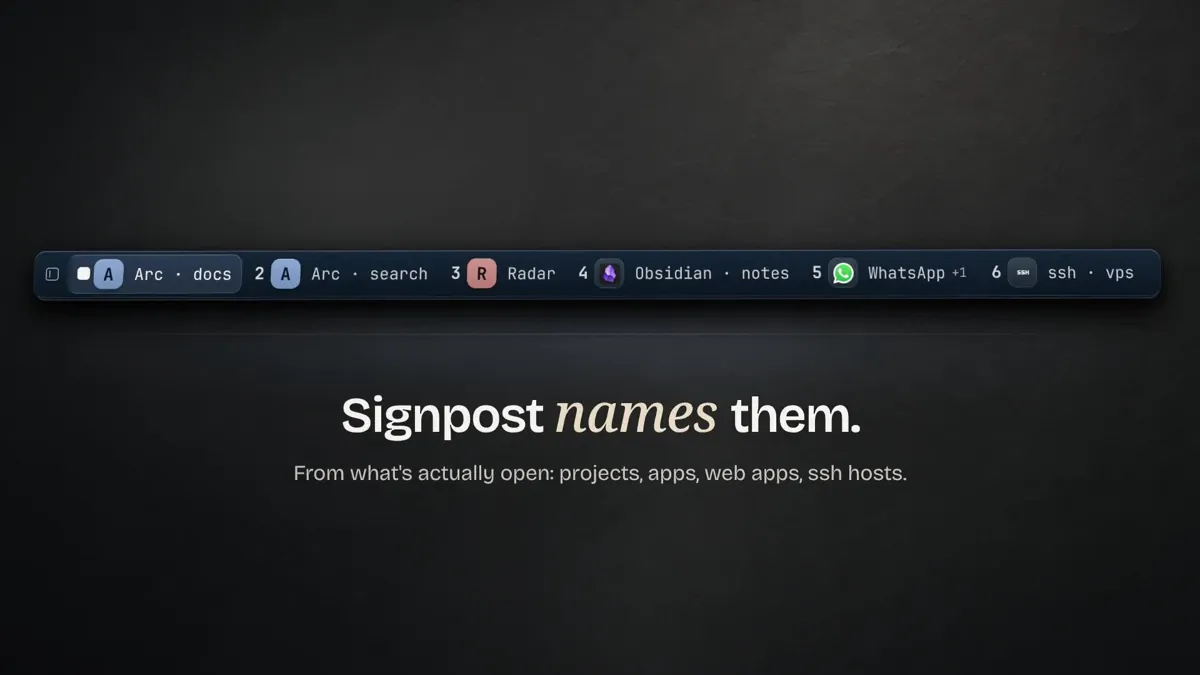 A Arc · docs 2 A Arc · search 3 R Radar 4 Obsidian · notes 5 WhatsApp +1 6 SSH ssh · vps
Signpost names them.
From what's actually open: projects, apps, web apps, ssh hosts.